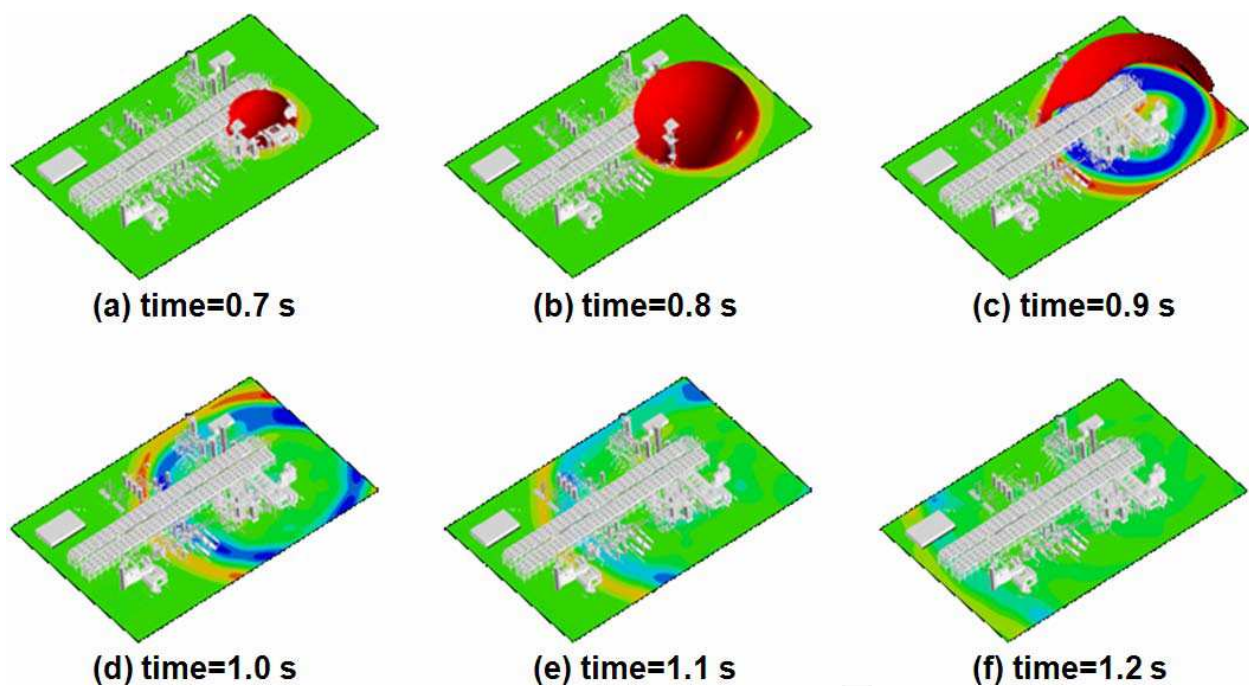 (a) time=0.7 s
(b) time=0.8 s
(c) time=0.9 s
(d) time=1.0 s
(e) time=1.1 s
(f) time=1.2 s